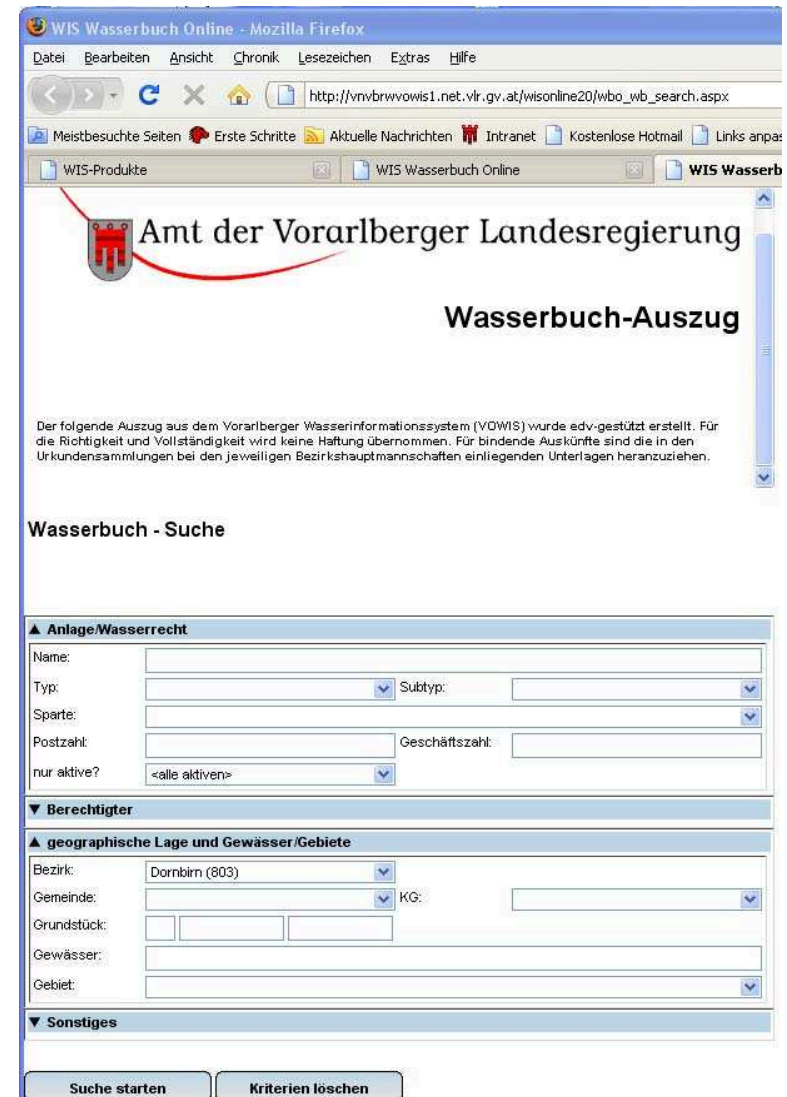 WIS Wasserbuch Online - Mozilla Firefox
Datei Bearbeiten Ansicht Chronik Lesezeichen Extras Hilfe
http://vnvbrwvowis1.net.vlr.gv.at/wisonline20/wbo_wb_search.aspx
Meistbesuchte Seiten Erste Schritte Aktuelle Nachrichten Intranet Kostenlose Hotmail Links anpas
WIS-Produkte WIS Wasserbuch Online WIS Wasserb
Amt der Vorarlberger Landesregierung
Wasserbuch-Auszug
Der folgende Auszug aus dem Vorarlberger Wasserinformationssystem (VOWIS) wurde edv-gestützt erstellt. Für
die Richtigkeit und Vollständigkeit wird keine Haftung übernommen. Für bindende Auskünfte sind die in den
Urkundensammlungen bei den jeweiligen Bezirkshauptmannschaften einliegenden Unterlagen heranzuziehen.
Wasserbuch - Suche
▲ Anlage/Wasserrecht
Name:
Typ: Subtyp:
Sparte:
Postzahl: Geschäftszahl:
nur aktive? <alle aktiven>
▼ Berechtigter
▲ geographische Lage und Gewässer/Gebiete
Bezirk: Dornbirn (803)
Gemeinde: KG:
Grundstück:
Gewässer:
Gebiet:
▼ Sonstiges
Suche starten Kriterien löschen